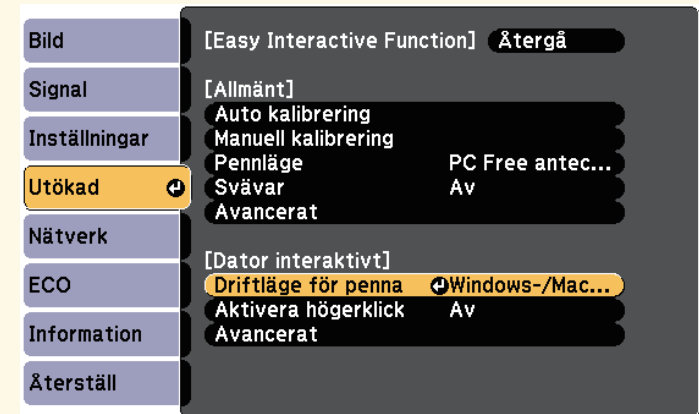 Bild
Signal
Inställningar
Utökad
Nätverk
ECO
Information
Återställ
[Easy Interactive Function] Återgå
[Allmänt]
Auto kalibrering
Manuell kalibrering
Pennläge PC Free antec...
Svävar Av
Avancerat
[Dator interaktivt]
Driftläge för penna Windows-/Mac...
Aktivera högerklick Av
Avancerat